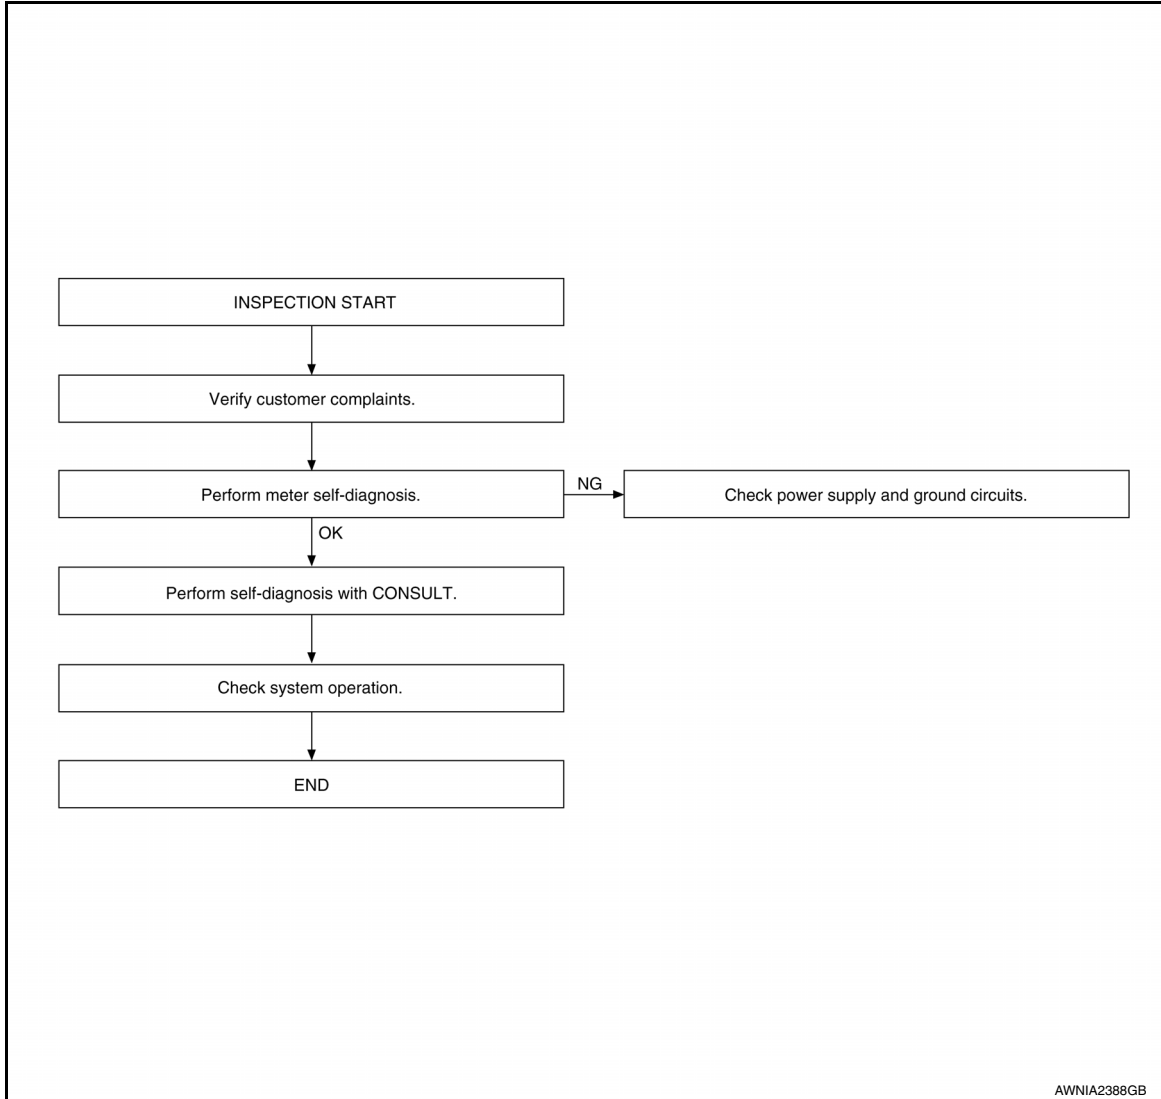 INSPECTION START
Verify customer complaints.
Perform meter self-diagnosis.
NG
Check power supply and ground circuits.
OK
Perform self-diagnosis with CONSULT.
Check system operation.
END
AWNIA2388GB